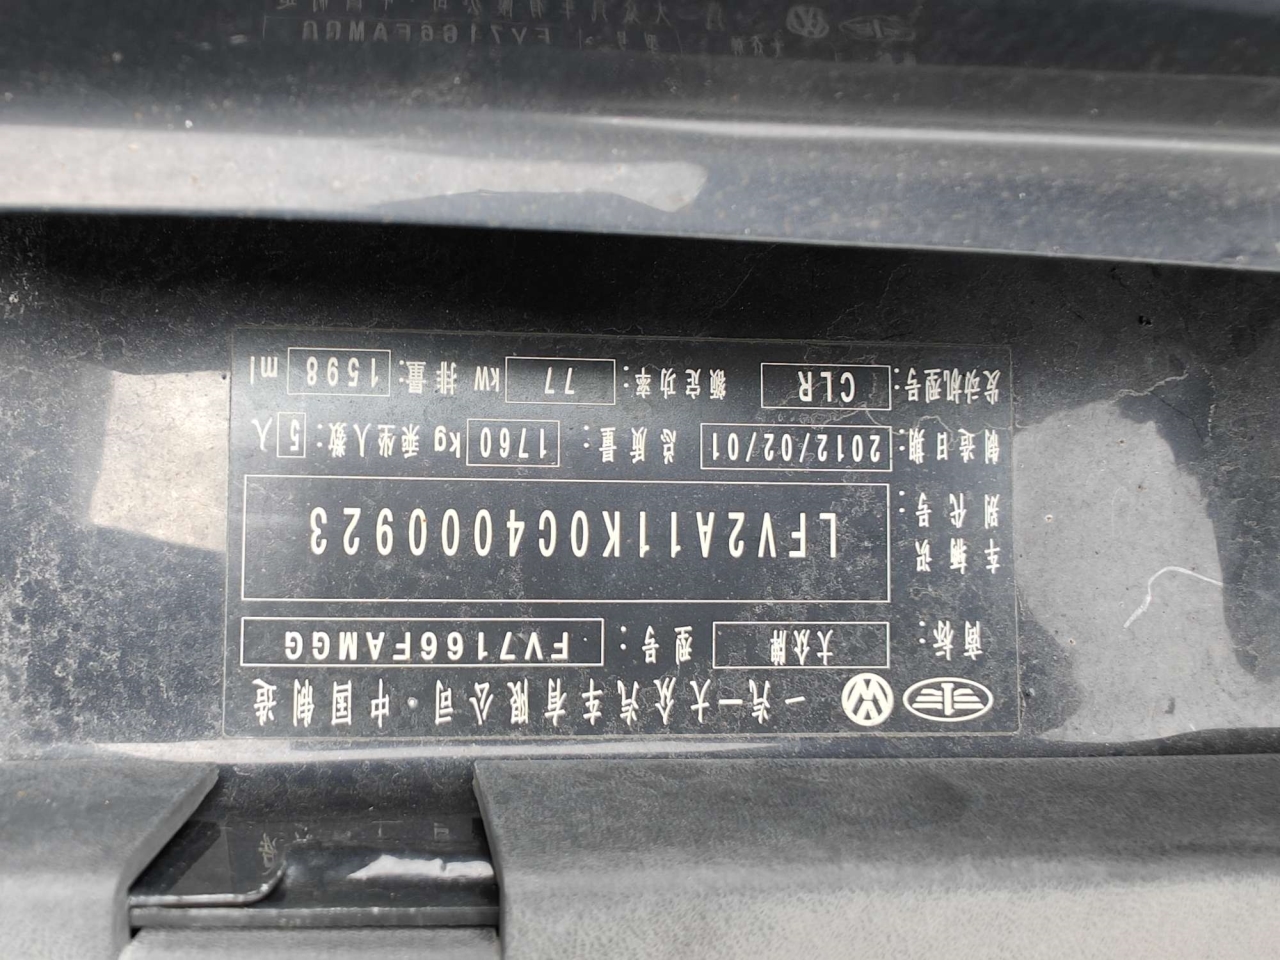 一汽一大众汽车有限公司·中国制造
商标: 大众牌 型号: FV7166FAMGG
车辆识别代号: LFV2A11K0C4000923
制造日期: 2012/02/01 总质量: 1760 kg 乘坐人数: 5 人
发动机型号: CLR 额定功率: 77 kW 排量: 1598 ml